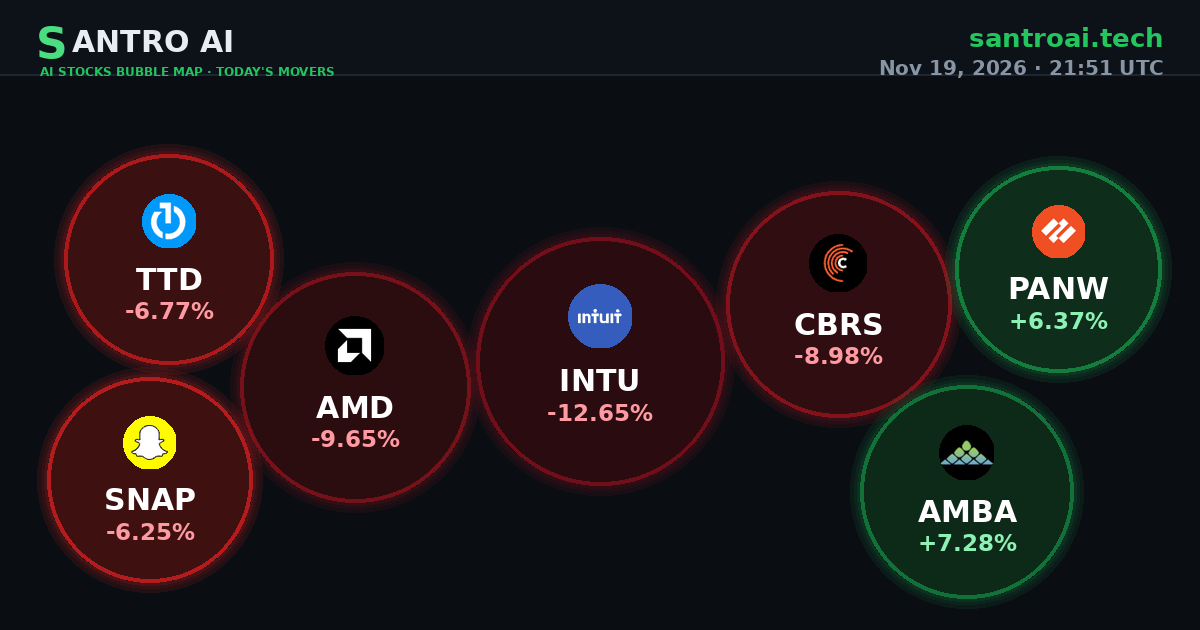 SANTRO AI
AI STOCKS BUBBLE MAP · TODAY'S MOVERS
santroai.tech
Nov 19, 2026 · 21:51 UTC
TTD
-6.77%
SNAP
-6.25%
AMD
-9.65%
intuit
INTU
-12.65%
C
CBRS
-8.98%
PANW
+6.37%
AMBA
+7.28%